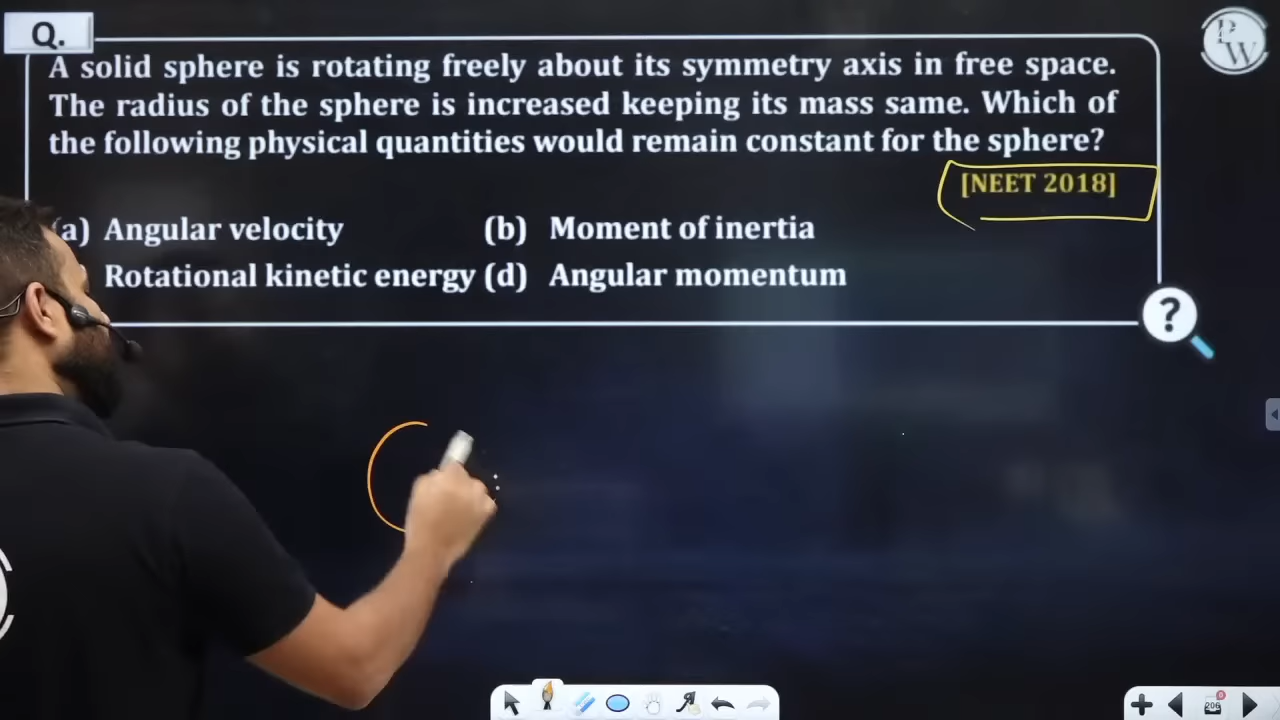 Q.
A solid sphere is rotating freely about its symmetry axis in free space.
The radius of the sphere is increased keeping its mass same. Which of
the following physical quantities would remain constant for the sphere?
[NEET 2018]
(a) Angular velocity (b) Moment of inertia
Rotational kinetic energy (d) Angular momentum
?
PW
206